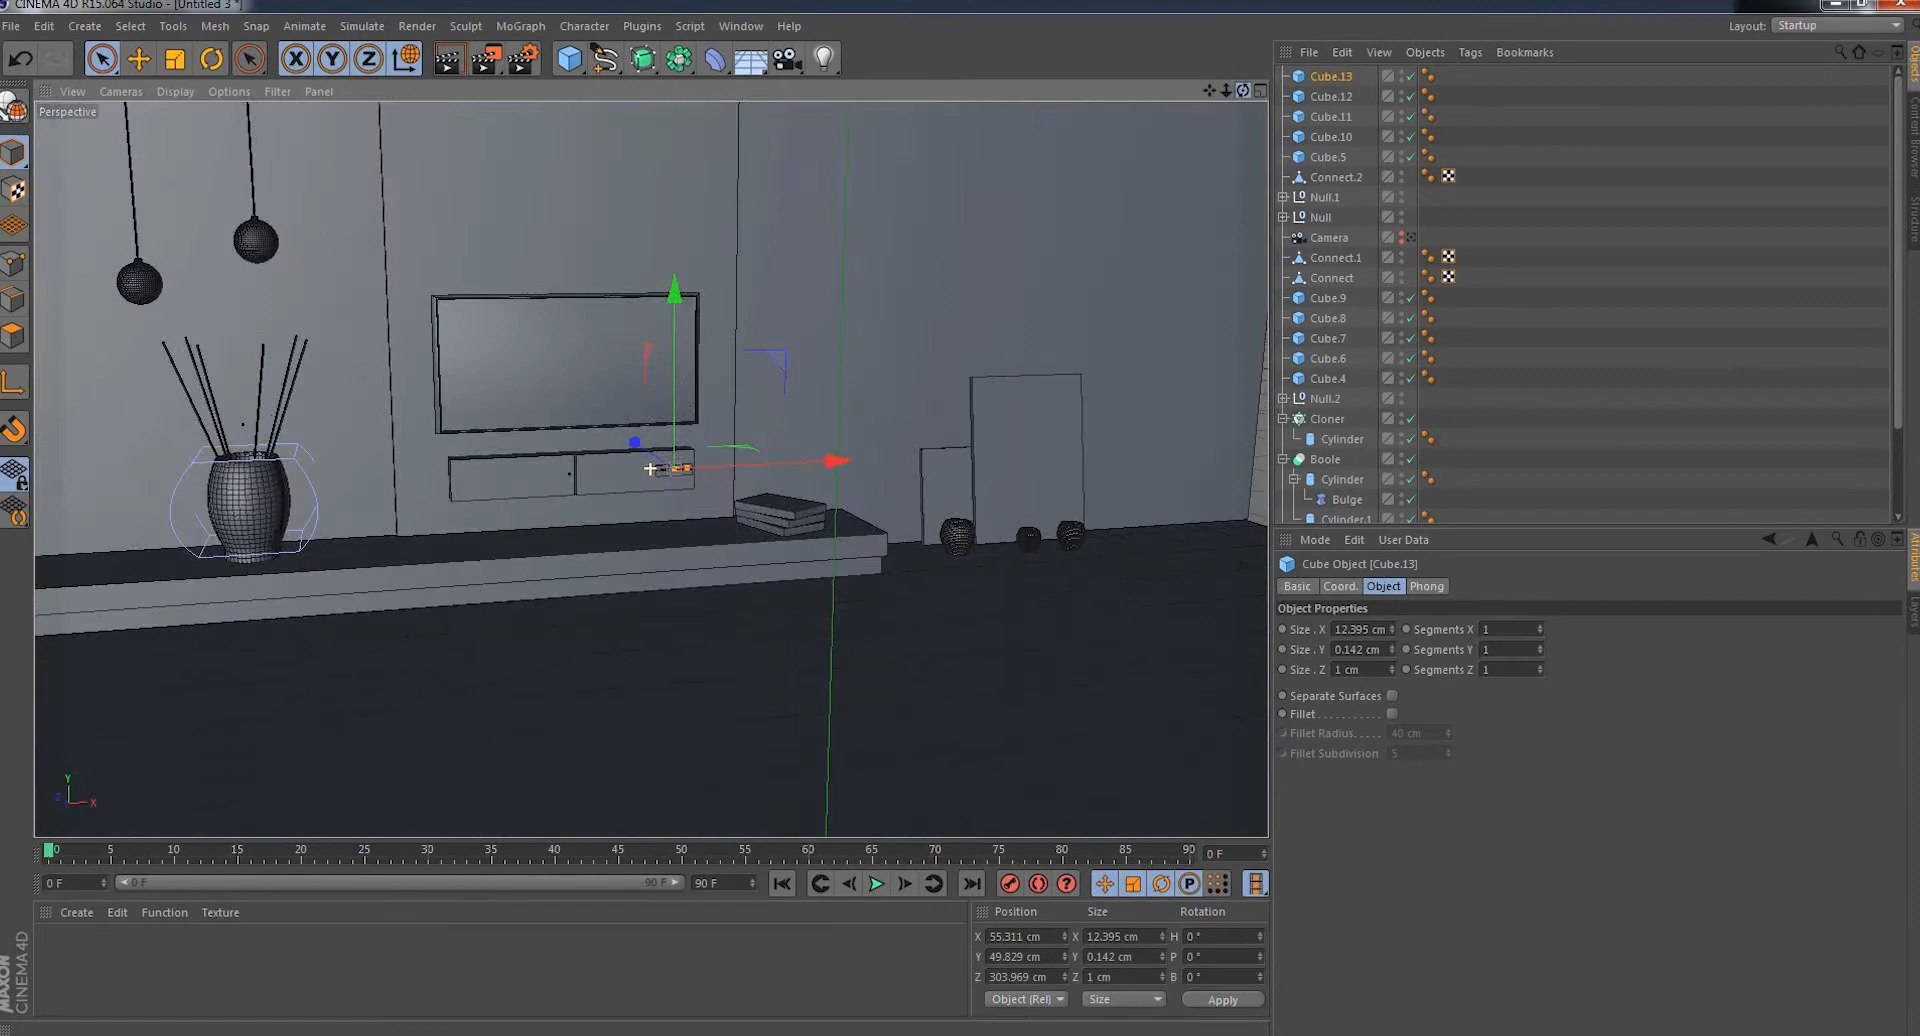 CINEMA 4D R15.064 Studio - [Untitled 3 *]
File Edit Create Select Tools Mesh Snap Animate Simulate Render Sculpt MoGraph Character Plugins Script Window Help
Layout: Startup
X Y Z
File Edit View Objects Tags Bookmarks
View Cameras Display Options Filter Panel
Perspective
Cube.13
Cube.12
Cube.11
Cube.10
Cube.5
Connect.2
Null.1
Null
Camera
Connect.1
Connect
Cube.9
Cube.8
Cube.7
Cube.6
Cube.4
Null.2
Cloner
Cylinder
Boole
Cylinder
Bulge
Cylinder.1
Objects
Content Browser
Structure
Mode Edit User Data
Cube Object [Cube.13]
Basic Coord. Object Phong
Object Properties
Size . X 12.395 cm Segments X 1
Size . Y 0.142 cm Segments Y 1
Size . Z 1 cm Segments Z 1
Separate Surfaces
Fillet . . . . . . . . . .
Fillet Radius. . . . . 40 cm
Fillet Subdivision 5
Attributes
Layers
Y
Z X
0 5 10 15 20 25 30 35 40 45 50 55 60 65 70 75 80 85 90 0 F
0 F 0 F 90 F 90 F
P
Create Edit Function Texture
Position Size Rotation
X 55.311 cm X 12.395 cm H 0 °
Y 49.829 cm Y 0.142 cm P 0 °
Z 303.969 cm Z 1 cm B 0 °
Object (Rel) Size Apply
MAXON
CINEMA 4D